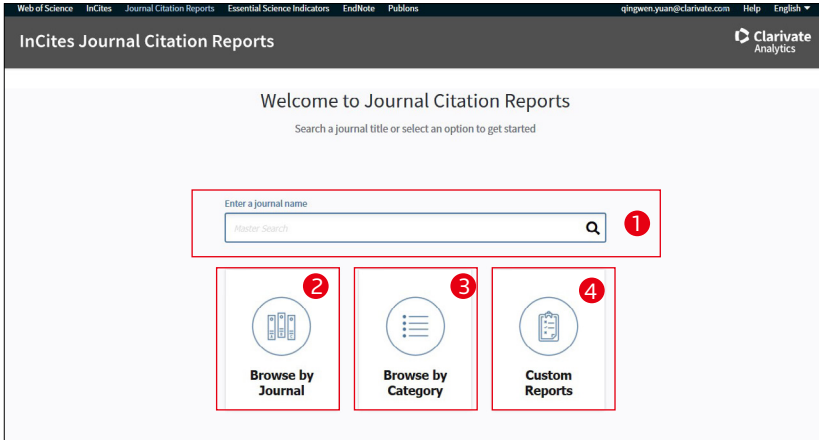 Web of Science InCites Journal Citation Reports Essential Science Indicators EndNote Publons qingwen.yuan@clarivate.com Help English
InCites Journal Citation Reports
Clarivate
Analytics
Welcome to Journal Citation Reports
Search a journal title or select an option to get started
Enter a journal name
Master Search
1
2
3
4
Browse by
Journal
Browse by
Category
Custom
Reports